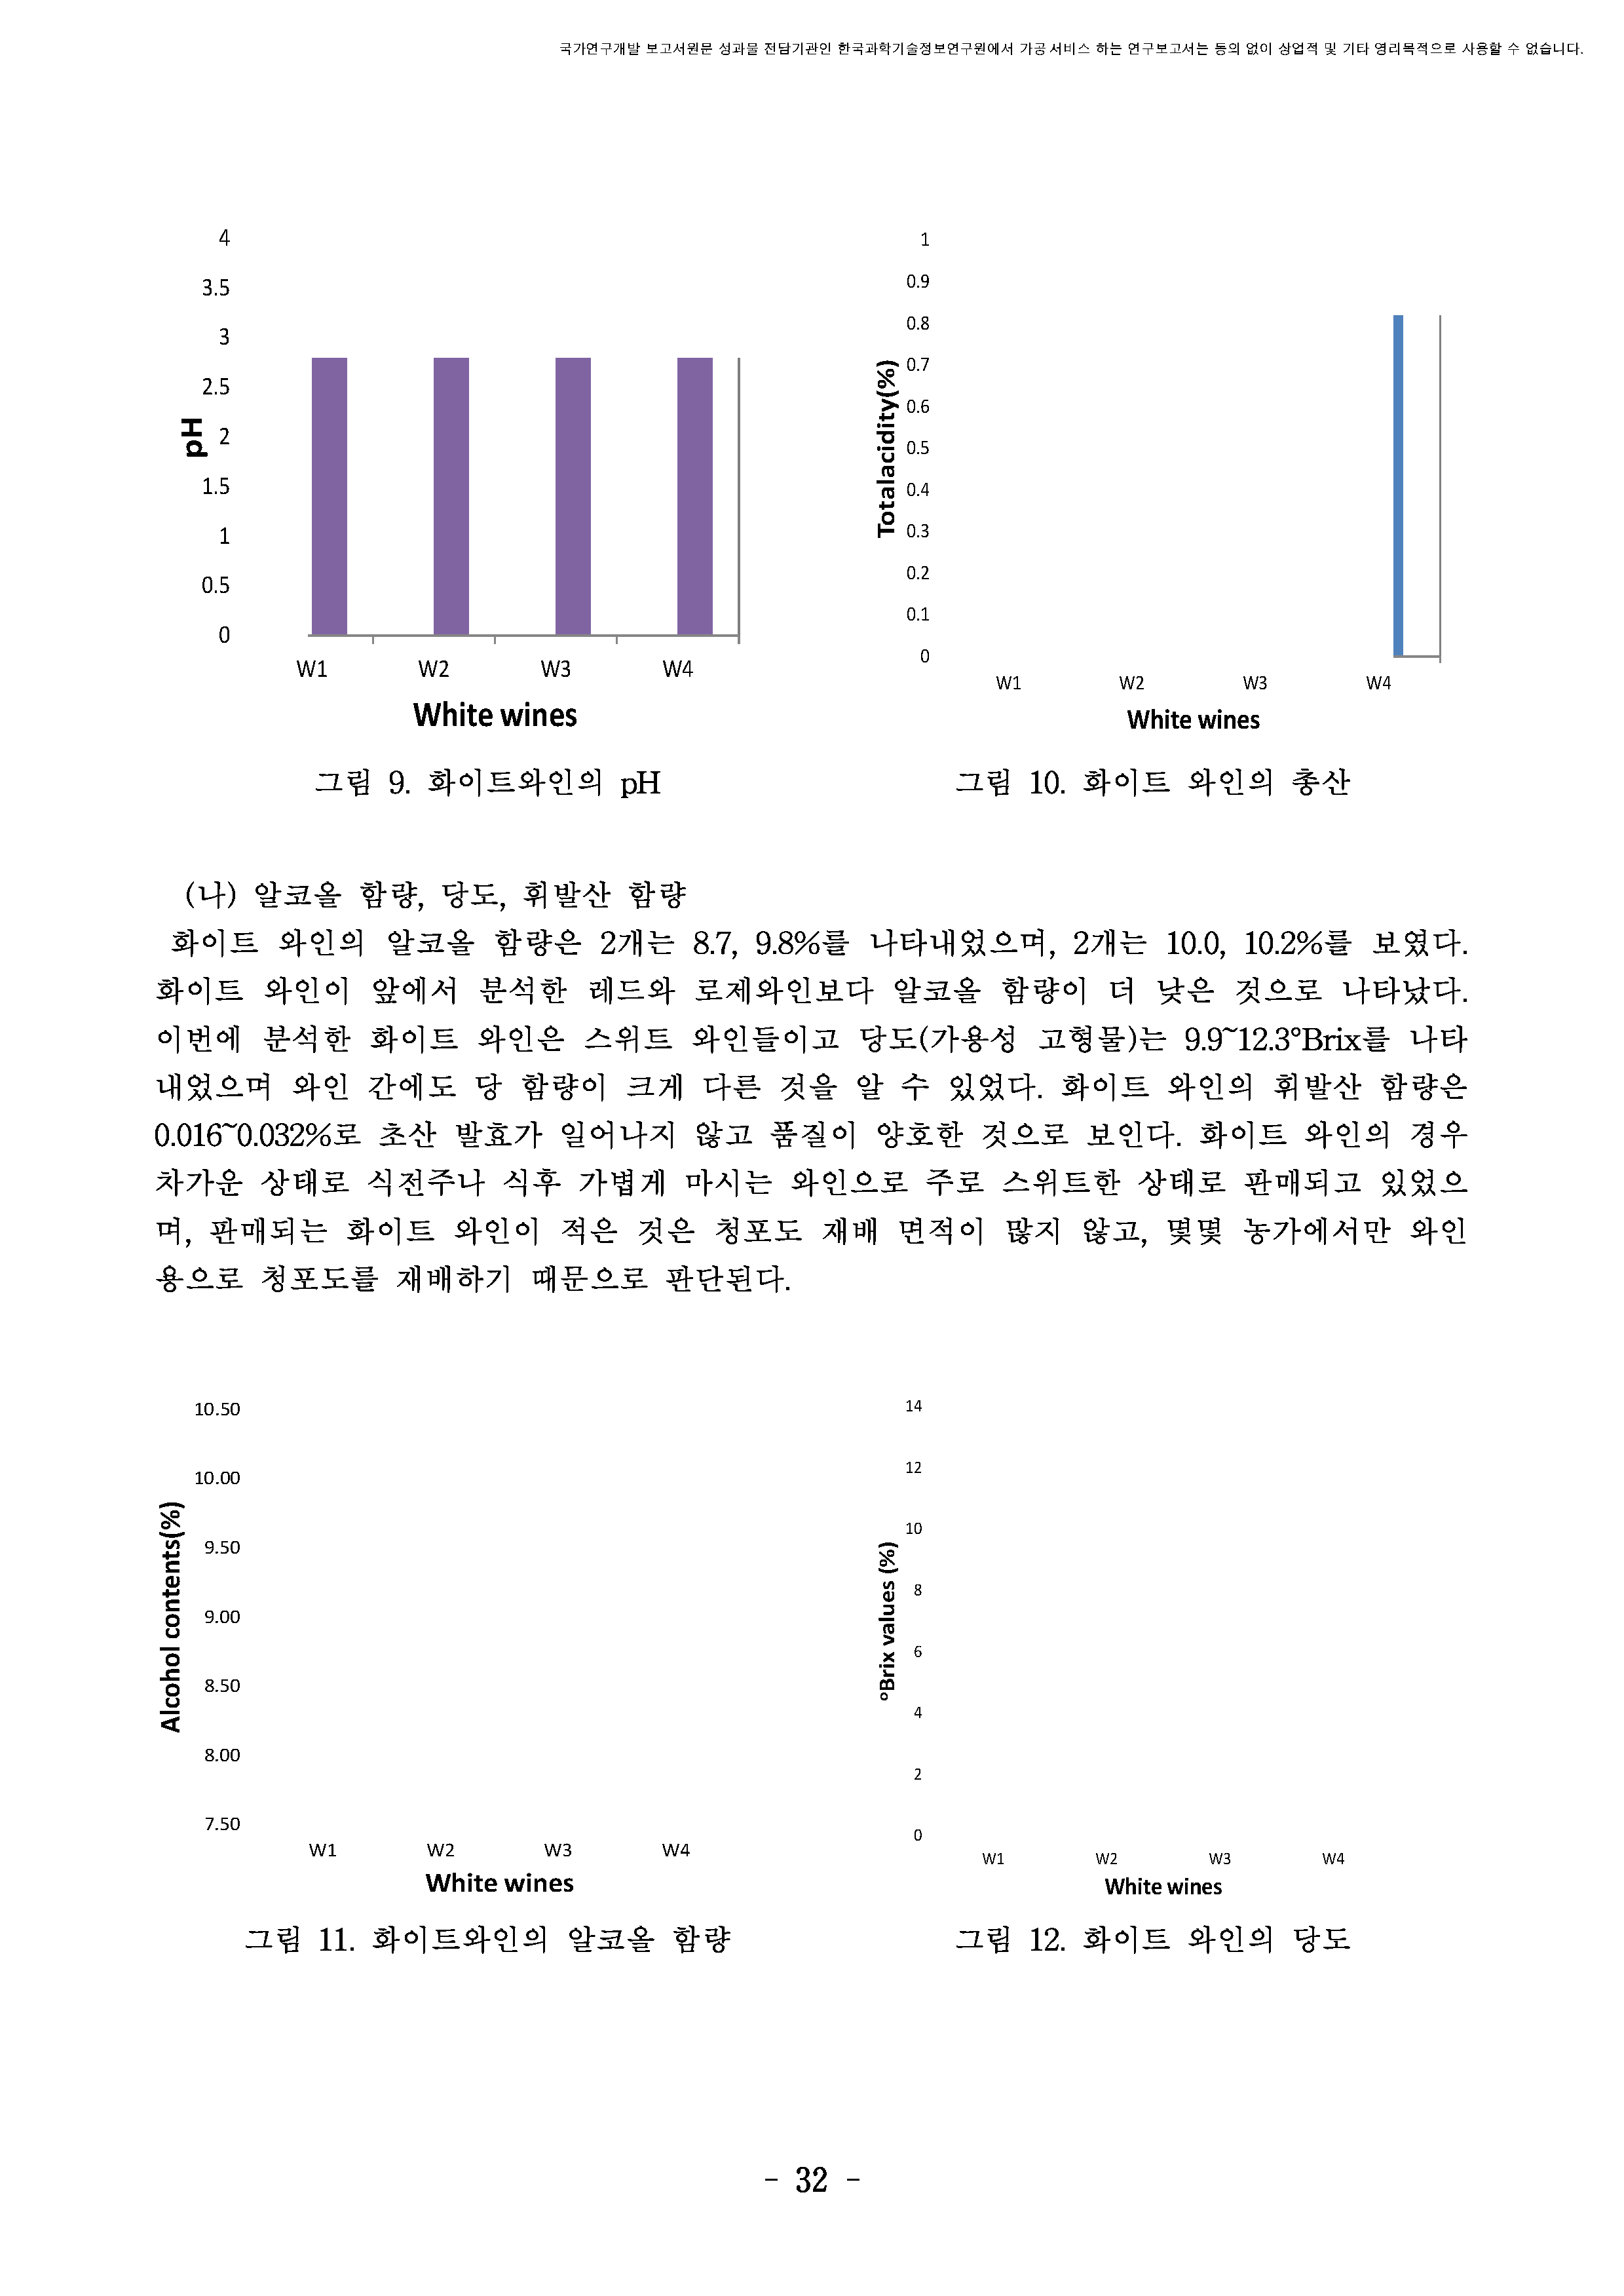 국가연구개발 보고서원문 성과물 전담기관인 한국과학기술정보연구원에서 가공·서비스 하는 연구보고서는 동의 없이 상업적 및 기타 영리목적으로 사용할 수 없습니다.
4
3.5
3
2.5
2
1.5
1
0.5
0
pH
W1 W2 W3 W4
White wines
그림 9. 화이트와인의 pH
1
0.9
0.8
0.7
0.6
0.5
0.4
0.3
0.2
0.1
0
Totalacidity(%)
W1 W2 W3 W4
White wines
그림 10. 화이트 와인의 총산
(나) 알코올 함량, 당도, 휘발산 함량
화이트 와인의 알코올 함량은 2개는 8.7, 9.8%를 나타내었으며, 2개는 10.0, 10.2%를 보였다.
화이트 와인이 앞에서 분석한 레드와 로제와인보다 알코올 함량이 더 낮은 것으로 나타났다.
이번에 분석한 화이트 와인은 스위트 와인들이고 당도(가용성 고형물)는 9.9~12.3°Brix를 나타
내었으며 와인 간에도 당 함량이 크게 다른 것을 알 수 있었다. 화이트 와인의 휘발산 함량은
0.016~0.032%로 초산 발효가 일어나지 않고 품질이 양호한 것으로 보인다. 화이트 와인의 경우
차가운 상태로 식전주나 식후 가볍게 마시는 와인으로 주로 스위트한 상태로 판매되고 있었으
며, 판매되는 화이트 와인이 적은 것은 청포도 재배 면적이 많지 않고, 몇몇 농가에서만 와인
용으로 청포도를 재배하기 때문으로 판단된다.
10.50
10.00
9.50
9.00
8.50
8.00
7.50
Alcohol contents(%)
W1 W2 W3 W4
White wines
그림 11. 화이트와인의 알코올 함량
14
12
10
8
6
4
2
0
°Brix values (%)
W1 W2 W3 W4
White wines
그림 12. 화이트 와인의 당도
- 32 -